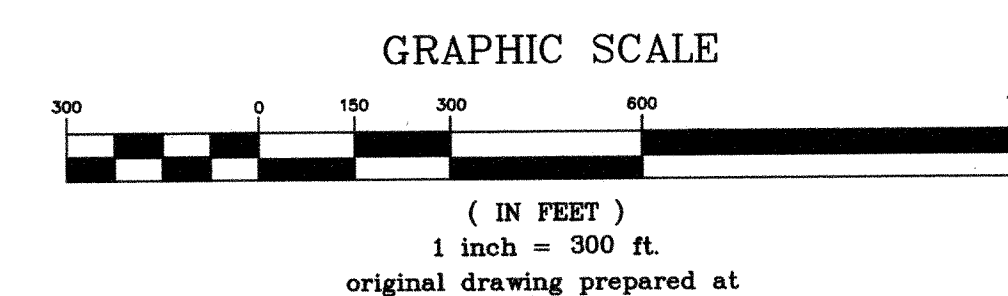 GRAPHIC SCALE
300 0 150 300 600
( IN FEET )
1 inch = 300 ft.
original drawing prepared at